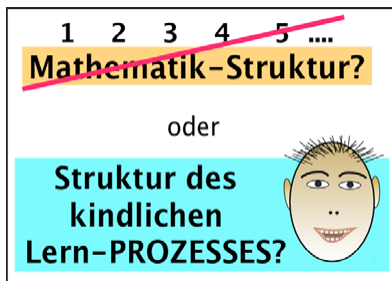 1 2 3 4 5 ....
Mathematik-Struktur?
oder
Struktur des
kindlichen
Lern-PROZESSES?